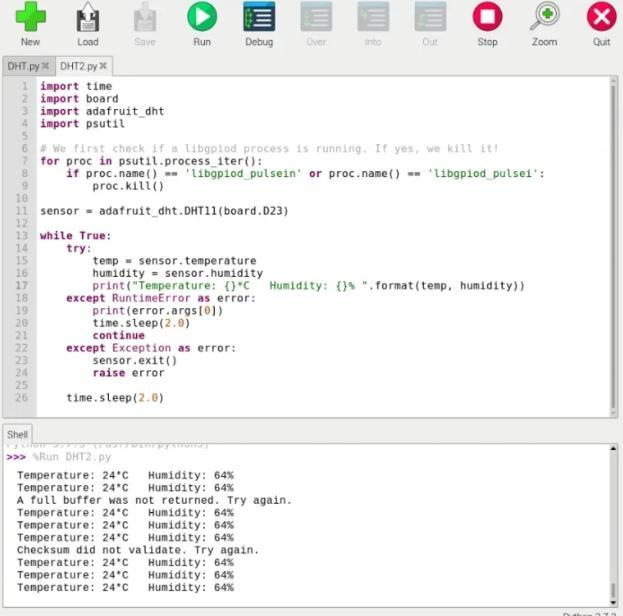 New Load Save Run Debug Over Into Out Stop Zoom Quit
DHT.py DHT2.py
1 import time
2 import board
3 import adafruit_dht
4 import psutil
5
6 # We first check if a libgpiod process is running. If yes, we kill it!
7 for proc in psutil.process_iter():
8     if proc.name() == 'libgpiod_pulsein' or proc.name() == 'libgpiod_pulsei':
9         proc.kill()
10
11 sensor = adafruit_dht.DHT11(board.D23)
12
13 while True:
14     try:
15         temp = sensor.temperature
16         humidity = sensor.humidity
17         print("Temperature: {}*C   Humidity: {}% ".format(temp, humidity))
18     except RuntimeError as error:
19         print(error.args[0])
20         time.sleep(2.0)
21         continue
22     except Exception as error:
23         sensor.exit()
24         raise error
25
26     time.sleep(2.0)
Shell
>>> %Run DHT2.py
Temperature: 24*C   Humidity: 64%
Temperature: 24*C   Humidity: 64%
A full buffer was not returned. Try again.
Temperature: 24*C   Humidity: 64%
Temperature: 24*C   Humidity: 64%
Temperature: 24*C   Humidity: 64%
Checksum did not validate. Try again.
Temperature: 24*C   Humidity: 64%
Temperature: 24*C   Humidity: 64%
Temperature: 24*C   Humidity: 64%